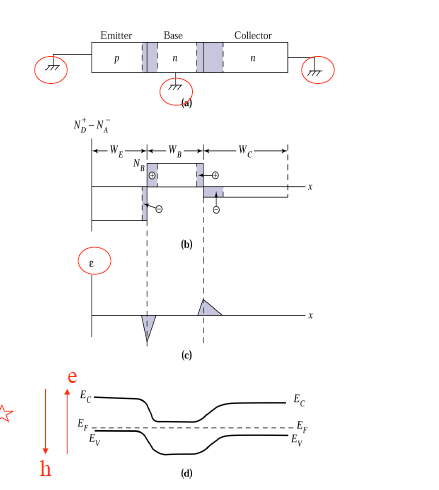 Emitter Base Collector
p n n
(a)
N_D^+ – N_A^-
W_E W_B W_C
N_B
+ +
x
− −
(b)
ε
x
(c)
e
E_C E_C
E_F E_F
E_V E_V
h
(d)